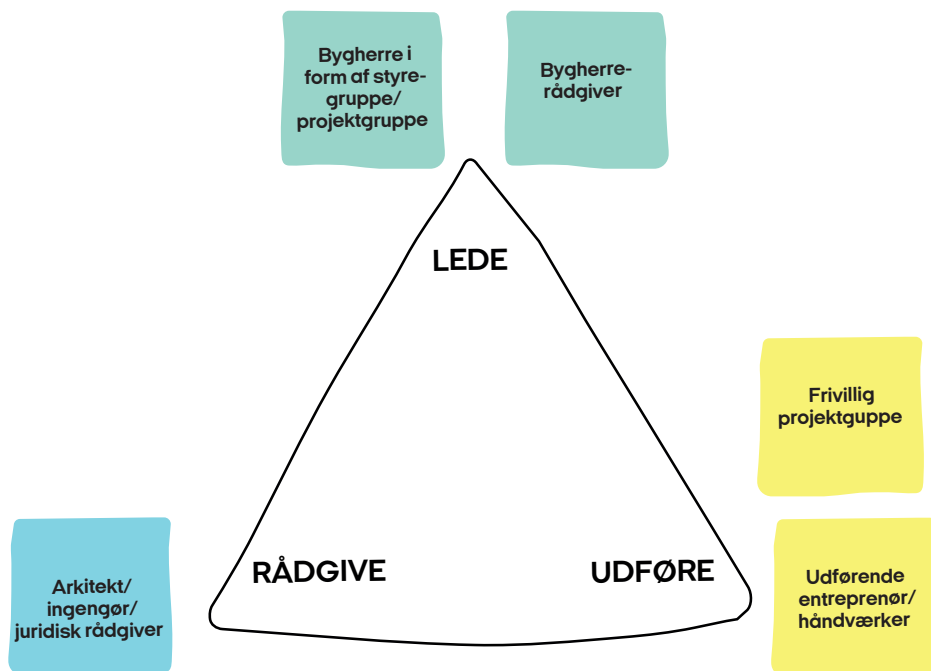 Bygherre i
form af styre-
gruppe/
projektgruppe
Bygherre-
rådgiver
LEDE
Frivillig
projektguppe
RÅDGIVE
UDFØRE
Arkitekt/
ingengør/
juridisk rådgiver
Udførende
entreprenør/
håndværker